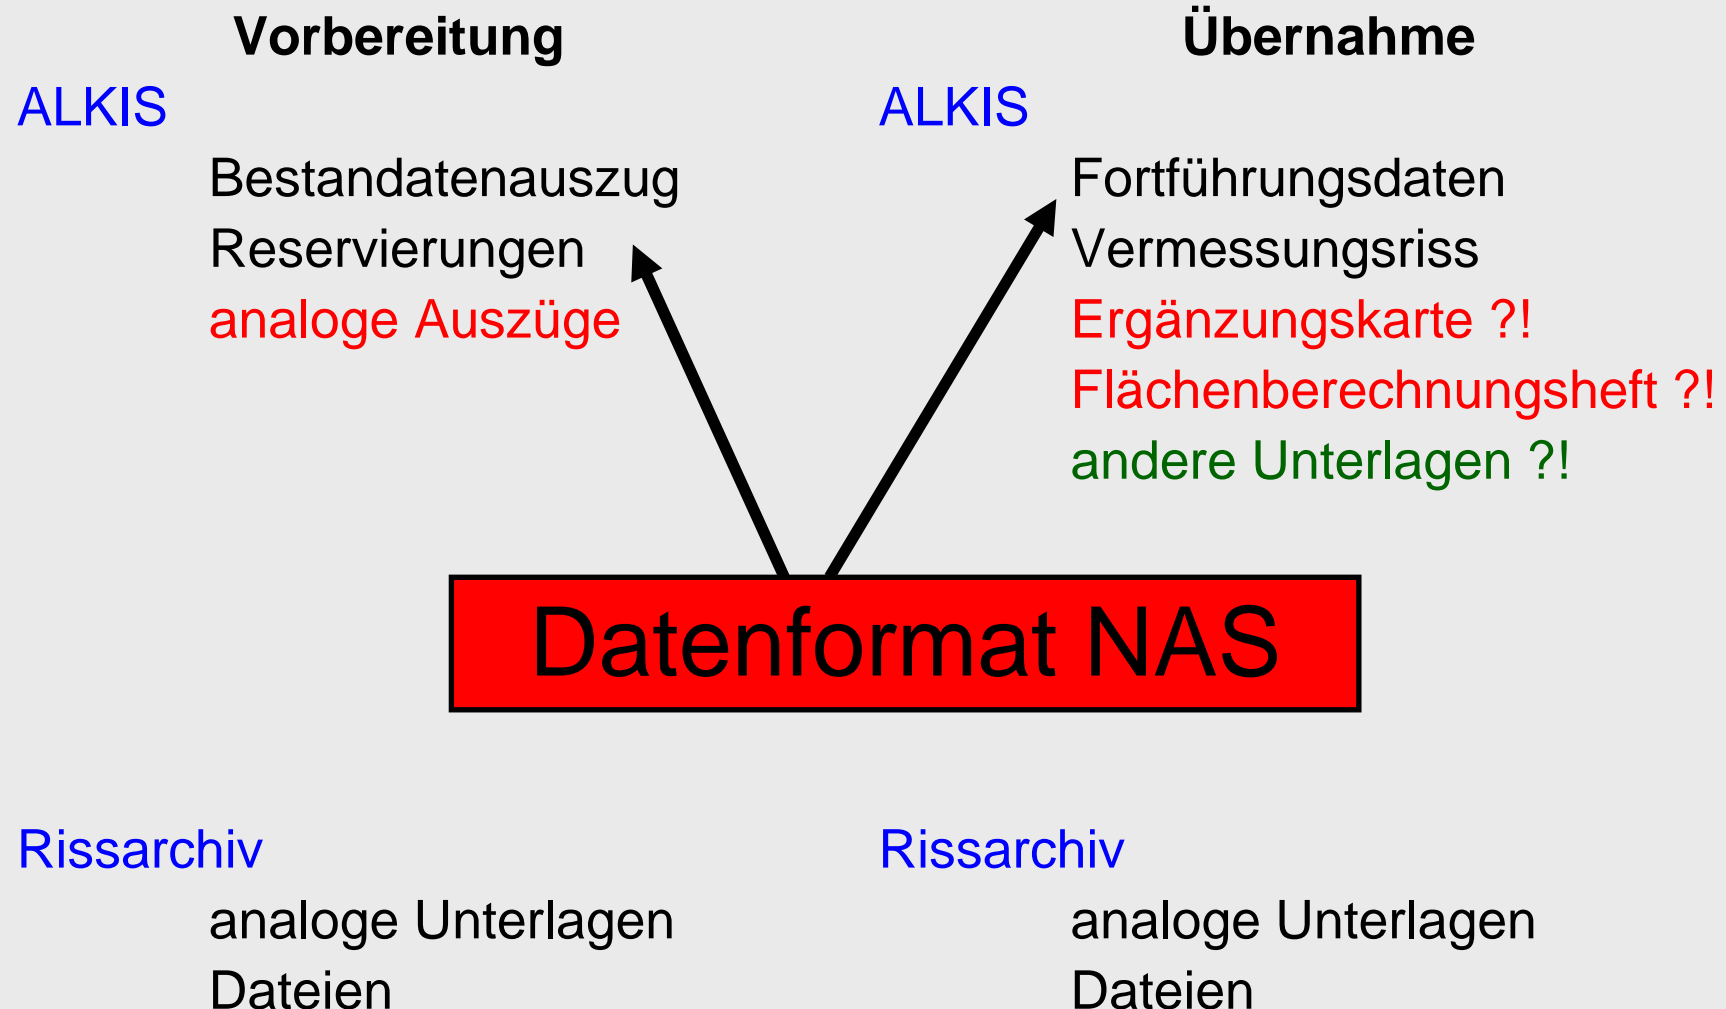 Vorbereitung
ALKIS
Bestandatenauszug
Reservierungen
analoge Auszüge
Übernahme
ALKIS
Fortführungsdaten
Vermessungsriss
Ergänzungskarte ?!
Flächenberechnungsheft ?!
andere Unterlagen ?!
Datenformat NAS
Rissarchiv
analoge Unterlagen
Dateien
Rissarchiv
analoge Unterlagen
Dateien